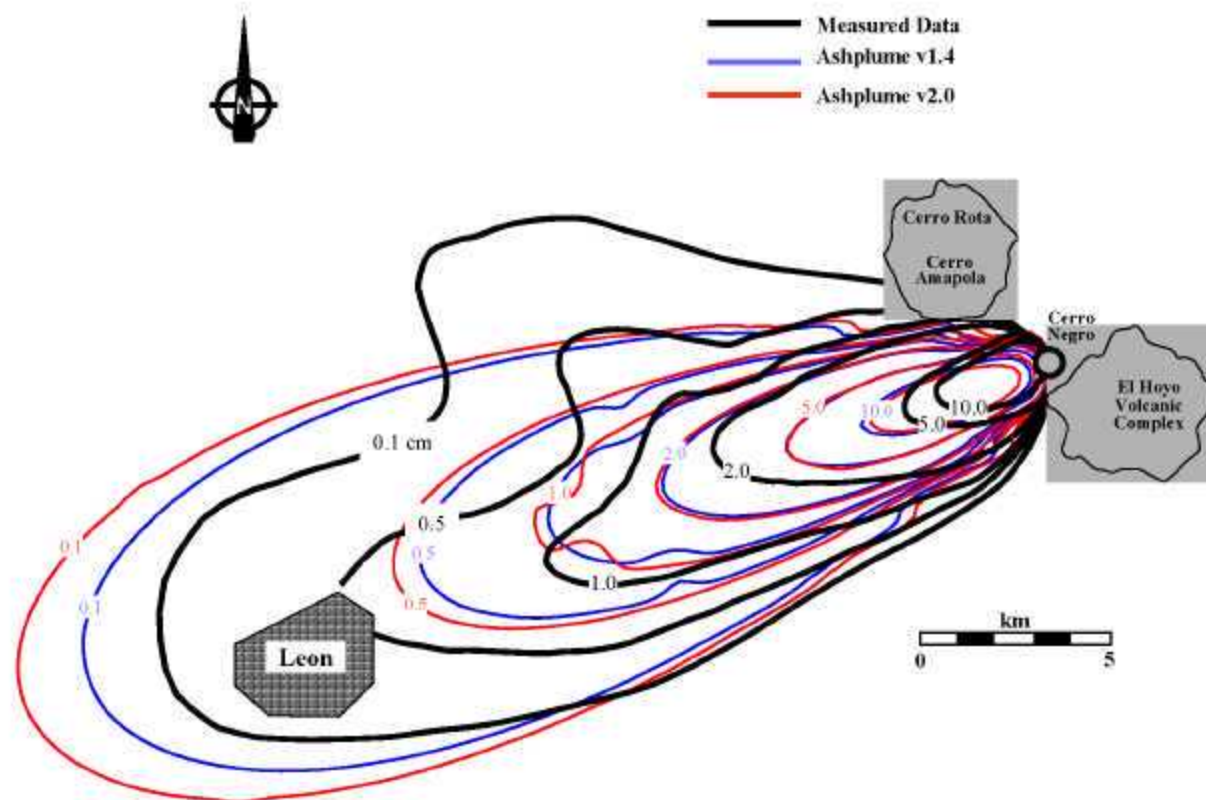 Measured Data
Ashplume v1.4
Ashplume v2.0
N
Cerro Rota
Cerro
Amapola
Cerro
Negro
El Hoyo
Volcanic
Complex
10.0
5.0
10.0
5.0
2.0
2.0
0.1 cm
1.0
0.5
0.5
0.1
1.0
0.5
0.1
Leon
km
0
5